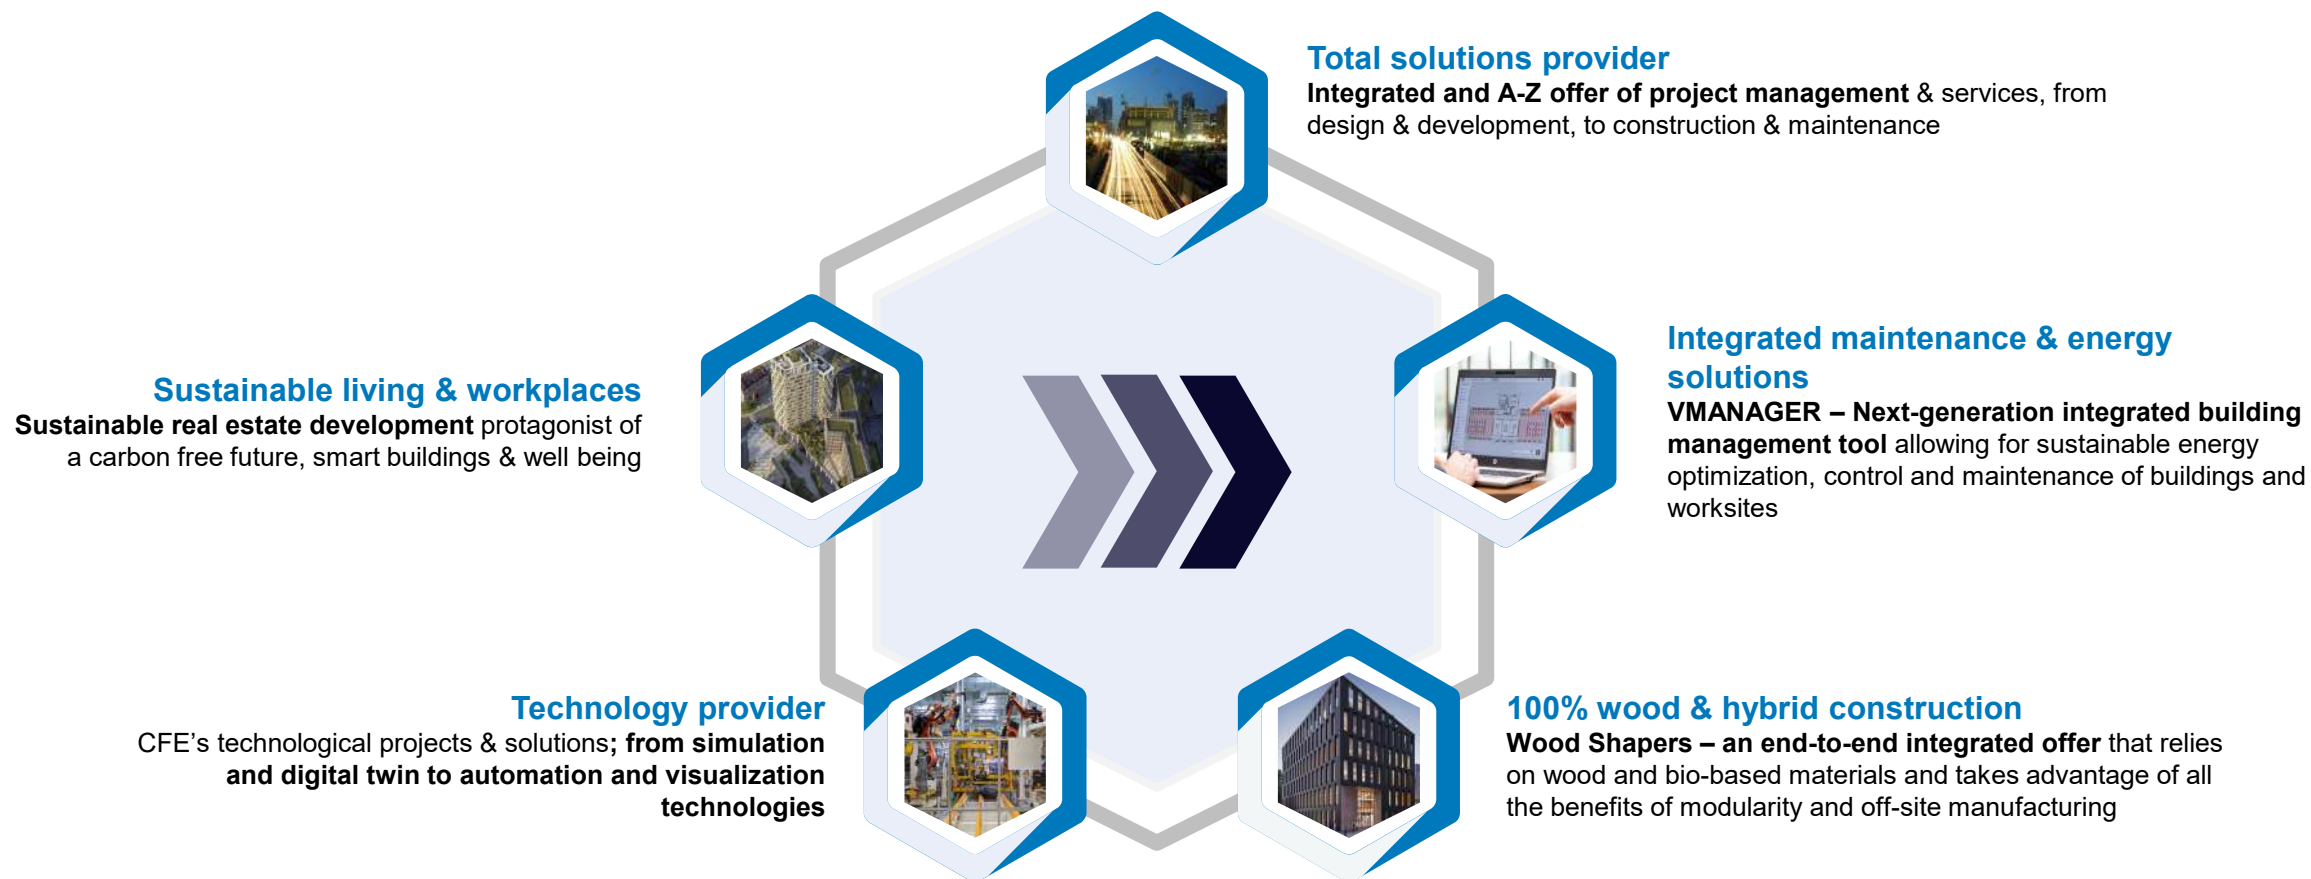 Total solutions provider
Integrated and A-Z offer of project management & services, from
design & development, to construction & maintenance
Integrated maintenance & energy
solutions
VMANAGER – Next-generation integrated building
management tool allowing for sustainable energy
optimization, control and maintenance of buildings and
worksites
Sustainable living & workplaces
Sustainable real estate development protagonist of
a carbon free future, smart buildings & well being
Technology provider
CFE’s technological projects & solutions; from simulation
and digital twin to automation and visualization
technologies
100% wood & hybrid construction
Wood Shapers – an end-to-end integrated offer that relies
on wood and bio-based materials and takes advantage of all
the benefits of modularity and off-site manufacturing